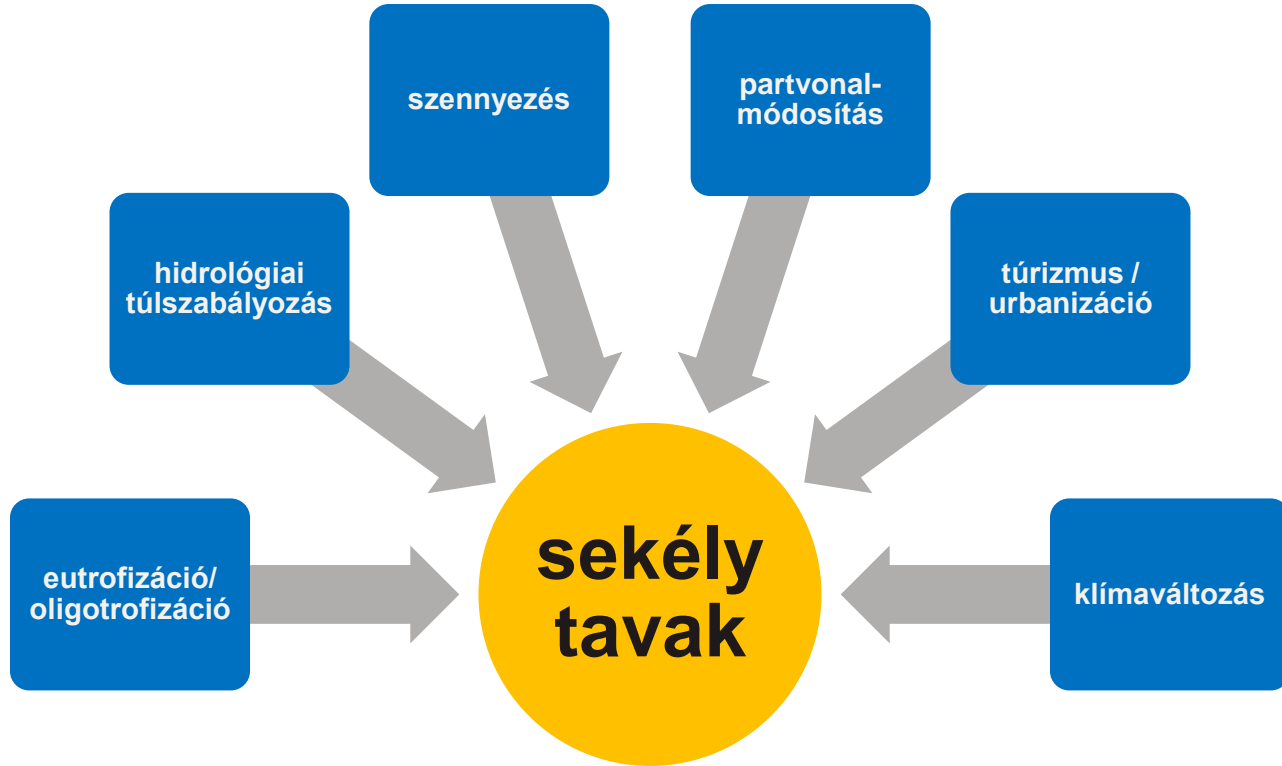 szennyezés
partvonal-
módosítás
hidrológiai
túlszabályozás
túrizmus /
urbanizáció
eutrofizáció/
oligotrofizáció
sekély
tavak
klímaváltozás